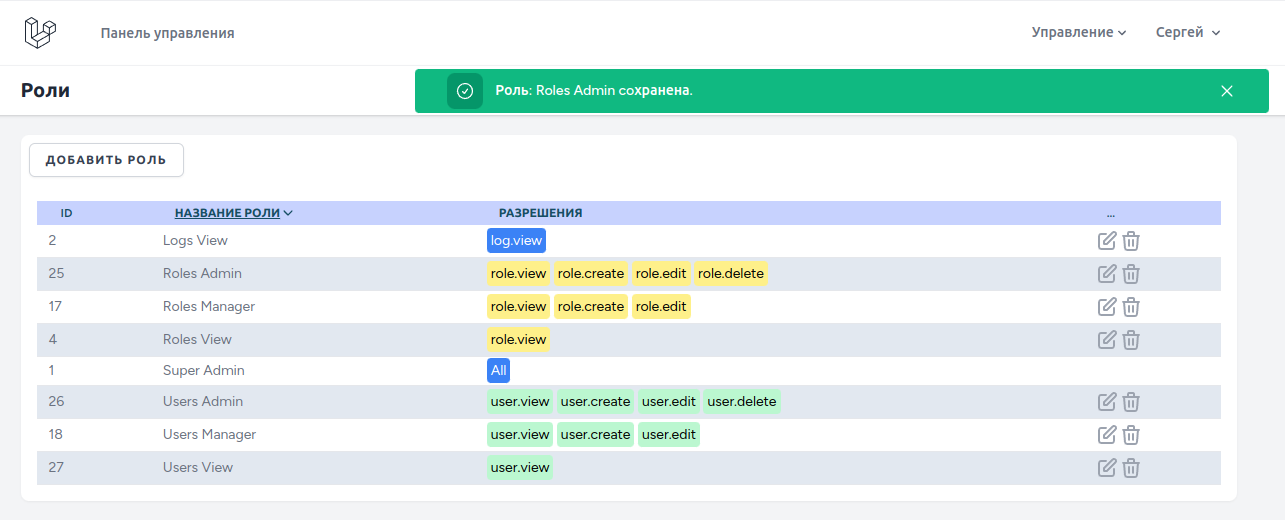 Панель управления Управление Сергей
Роли Роль: Roles Admin сохранена.
ДОБАВИТЬ РОЛЬ
ID НАЗВАНИЕ РОЛИ РАЗРЕШЕНИЯ ...
2 Logs View log.view
25 Roles Admin role.view role.create role.edit role.delete
17 Roles Manager role.view role.create role.edit
4 Roles View role.view
1 Super Admin All
26 Users Admin user.view user.create user.edit user.delete
18 Users Manager user.view user.create user.edit
27 Users View user.view